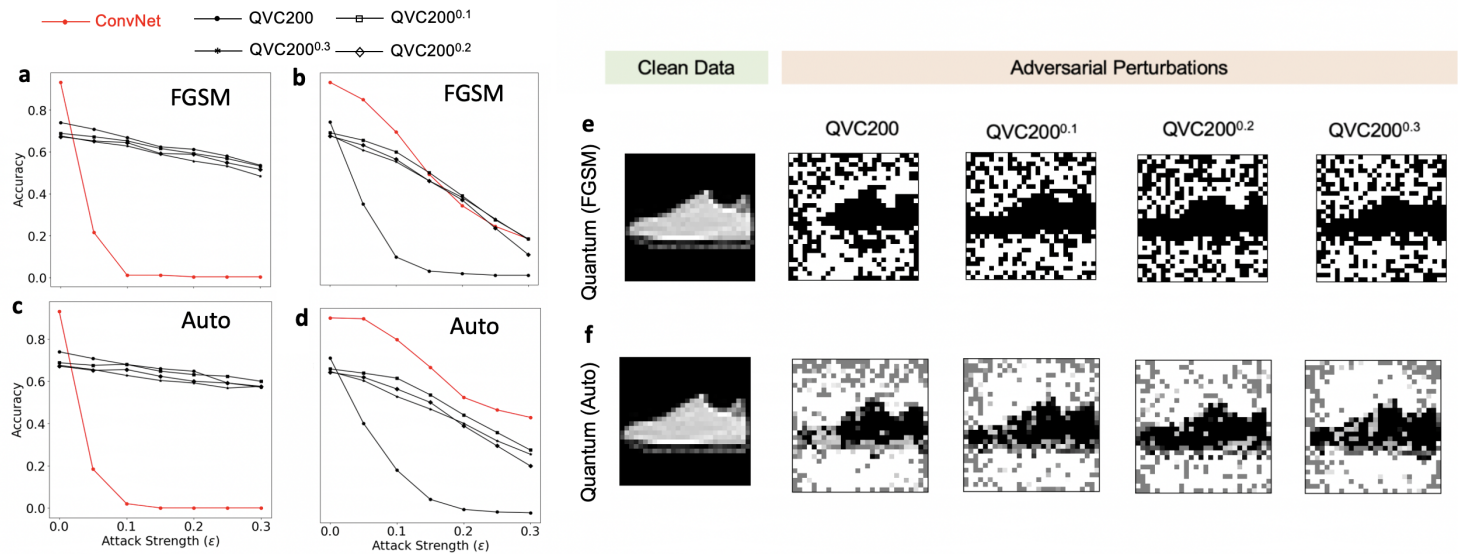 ConvNet QVC200 QVC200^0.1
QVC200^0.3 QVC200^0.2
a
FGSM
Accuracy
0.8
0.6
0.4
0.2
0.0
b
FGSM
c
Auto
Accuracy
0.8
0.6
0.4
0.2
0.0
0.0 0.1 0.2 0.3
Attack Strength (ε)
d
Auto
0.0 0.1 0.2 0.3
Attack Strength (ε)
Clean Data Adversarial Perturbations
e
Quantum (FGSM)
QVC200 QVC200^0.1 QVC200^0.2 QVC200^0.3
f
Quantum (Auto)